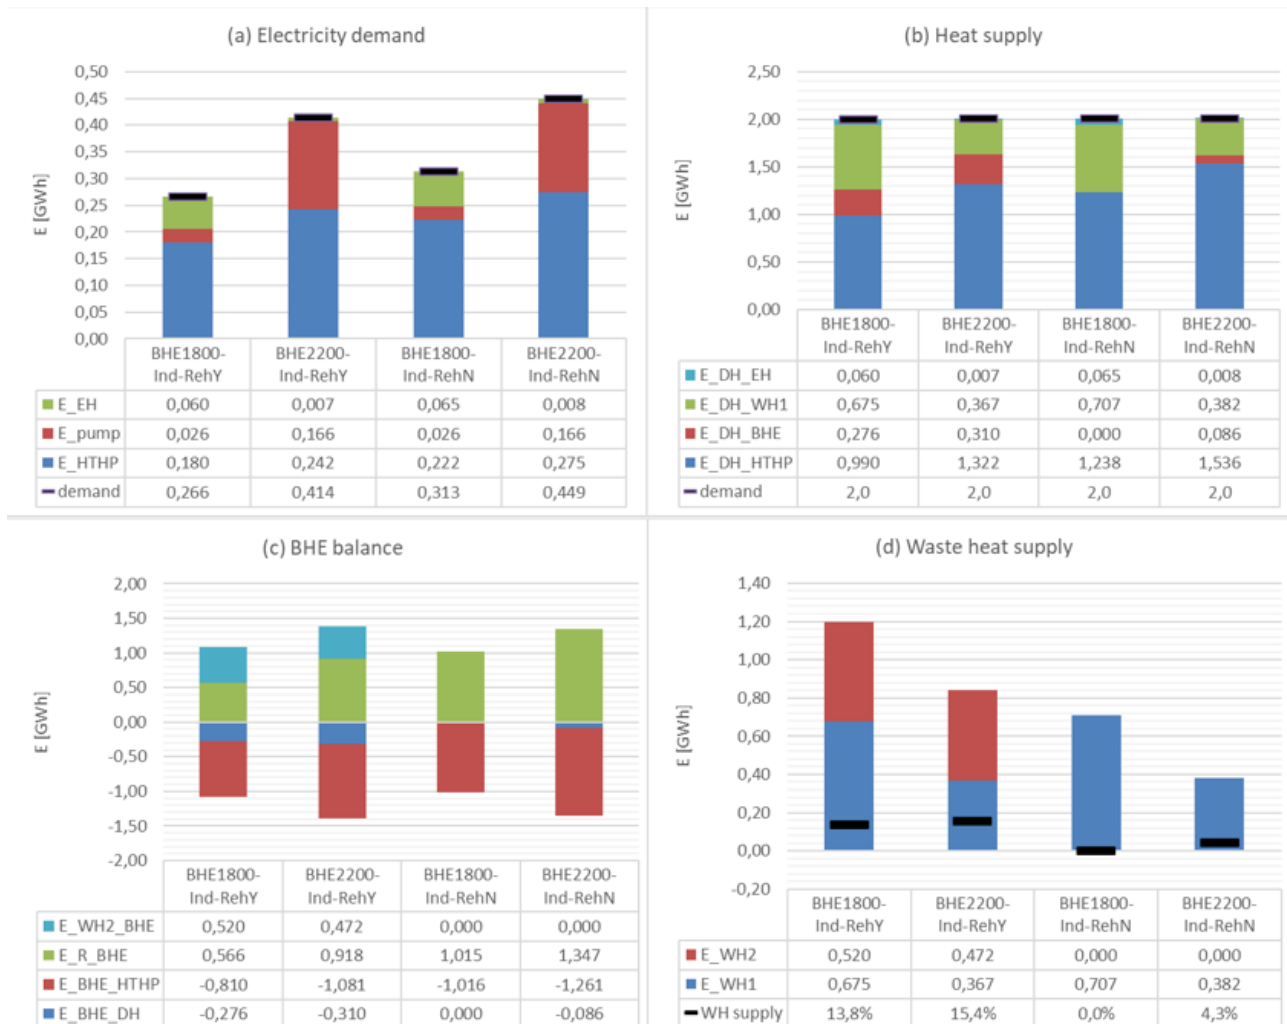 (a) Electricity demand
E [GWh]
0,50
0,45
0,40
0,35
0,30
0,25
0,20
0,15
0,10
0,05
0,00
BHE1800-Ind-RehY BHE2200-Ind-RehY BHE1800-Ind-RehN BHE2200-Ind-RehN
E_EH 0,060 0,007 0,065 0,008
E_pump 0,026 0,166 0,026 0,166
E_HTHP 0,180 0,242 0,222 0,275
demand 0,266 0,414 0,313 0,449
(b) Heat supply
E [GWh]
2,50
2,00
1,50
1,00
0,50
0,00
BHE1800-Ind-RehY BHE2200-Ind-RehY BHE1800-Ind-RehN BHE2200-Ind-RehN
E_DH_EH 0,060 0,007 0,065 0,008
E_DH_WH1 0,675 0,367 0,707 0,382
E_DH_BHE 0,276 0,310 0,000 0,086
E_DH_HTHP 0,990 1,322 1,238 1,536
demand 2,0 2,0 2,0 2,0
(c) BHE balance
E [GWh]
2,00
1,50
1,00
0,50
0,00
-0,50
-1,00
-1,50
-2,00
BHE1800-Ind-RehY BHE2200-Ind-RehY BHE1800-Ind-RehN BHE2200-Ind-RehN
E_WH2_BHE 0,520 0,472 0,000 0,000
E_R_BHE 0,566 0,918 1,015 1,347
E_BHE_HTHP -0,810 -1,081 -1,016 -1,261
E_BHE_DH -0,276 -0,310 0,000 -0,086
(d) Waste heat supply
E [GWh]
1,40
1,20
1,00
0,80
0,60
0,40
0,20
0,00
-0,20
BHE1800-Ind-RehY BHE2200-Ind-RehY BHE1800-Ind-RehN BHE2200-Ind-RehN
E_WH2 0,520 0,472 0,000 0,000
E_WH1 0,675 0,367 0,707 0,382
WH supply 13,8% 15,4% 0,0% 4,3%